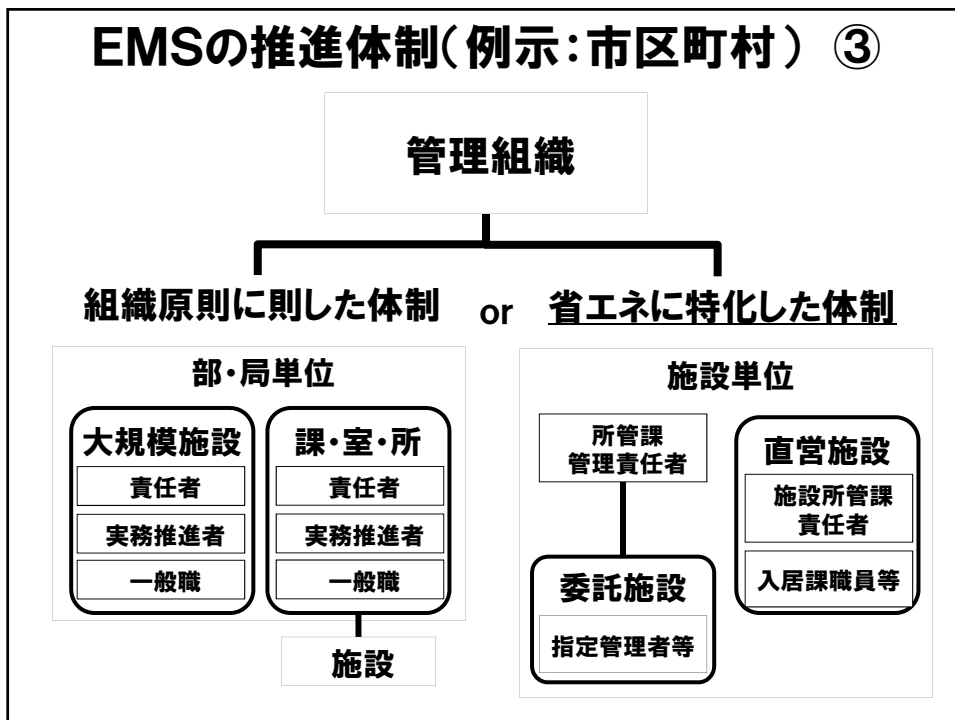 EMSの推進体制(例示:市区町村) ③
管理組織
組織原則に則した体制 or 省エネに特化した体制
部・局単位
大規模施設
責任者
実務推進者
一般職
課・室・所
責任者
実務推進者
一般職
施設
施設単位
所管課
管理責任者
委託施設
指定管理者等
直営施設
施設所管課
責任者
入居課職員等